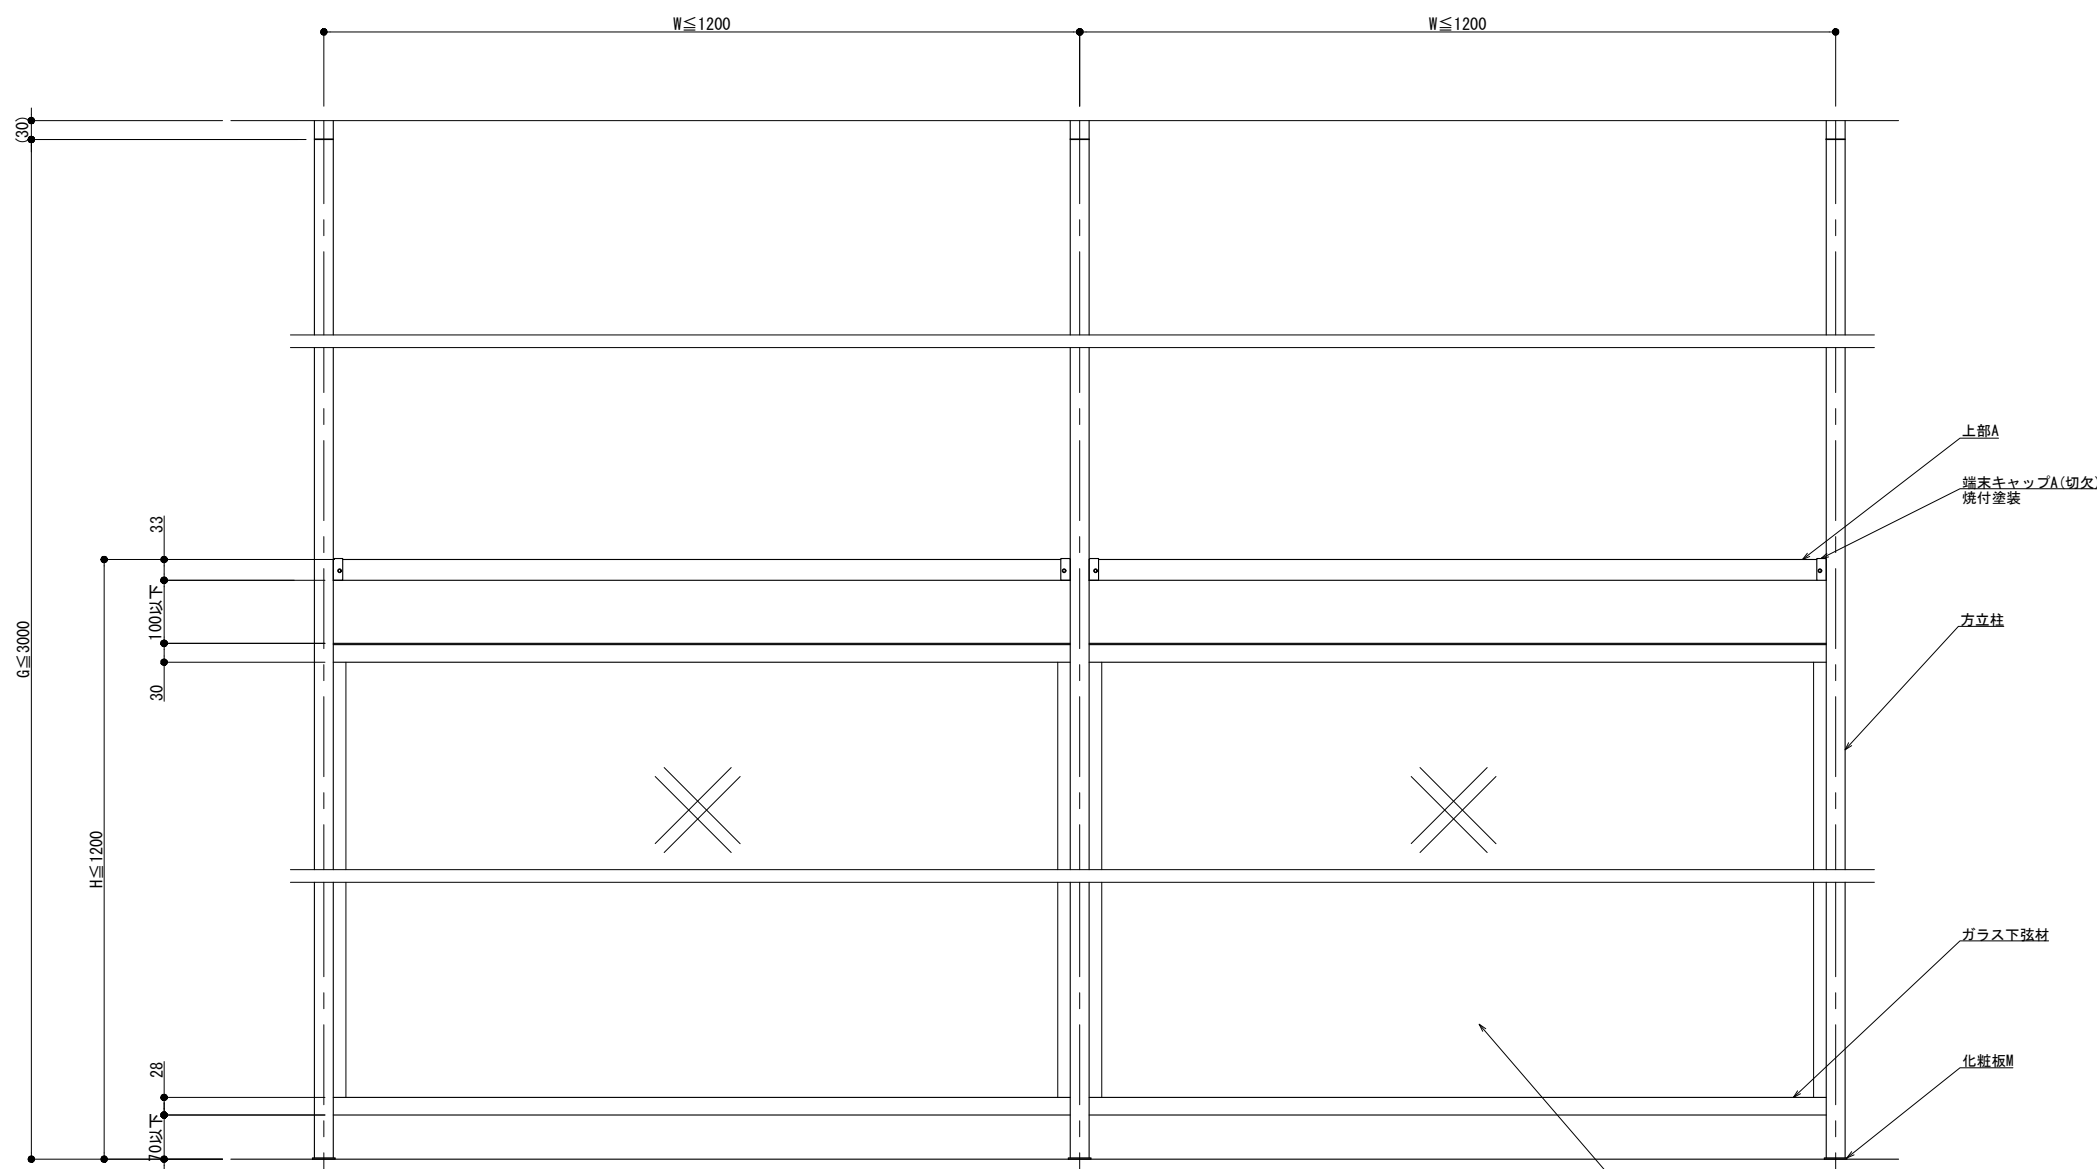 W≦1200
W≦1200
(30)
上部A
端末キャップA(切欠)
焼付塗装
33
100以下
方立柱
G≦3000
30
H≦1200
ガラス下弦材
28
化粧板M
70以下